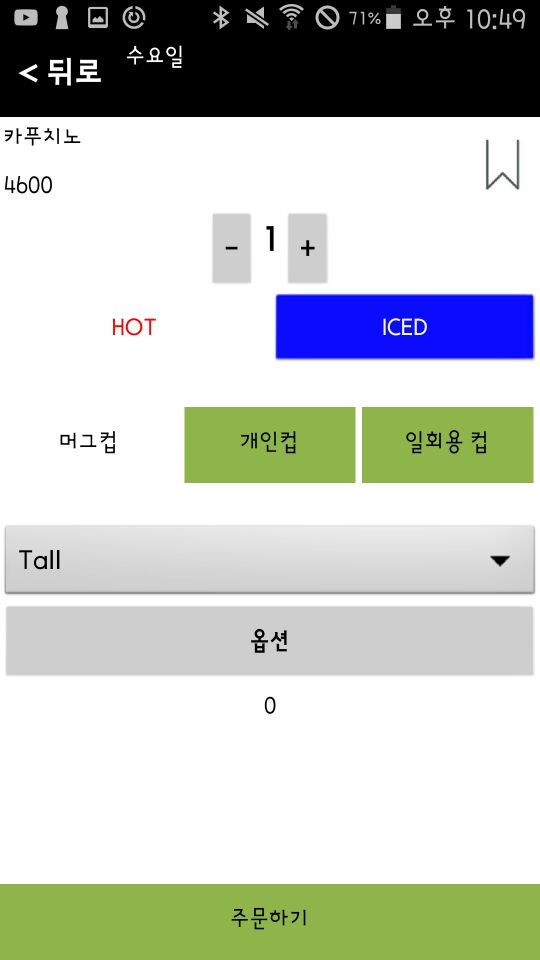 71% 오후 10:49
< 뒤로 수요일
카푸치노
4600
- 1 +
HOT ICED
머그컵 개인컵 일회용 컵
Tall
옵션
0
주문하기